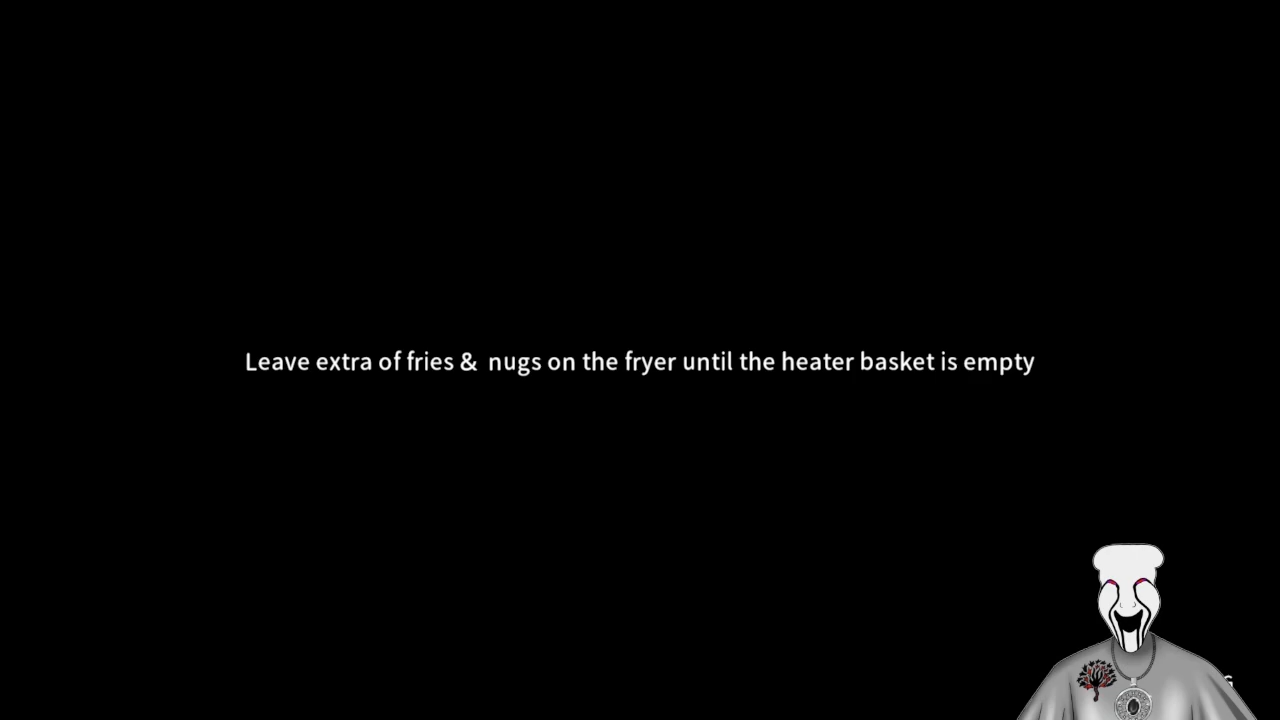 Leave extra of fries &  nugs on the fryer until the heater basket is empty